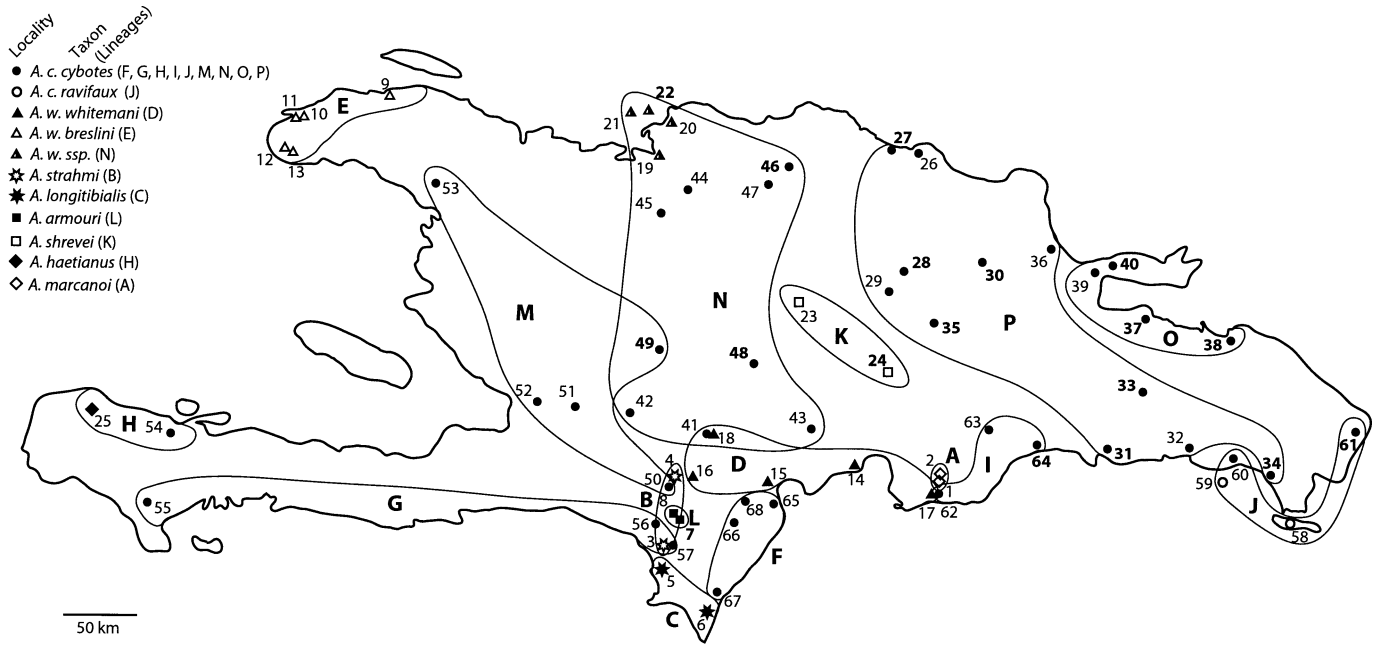 Locality
Taxon
(Lineages)
A. c. cybotes (F, G, H, I, J, M, N, O, P)
A. c. ravifaux (J)
A. w. whitemani (D)
A. w. breslini (E)
A. w. ssp. (N)
A. strahmi (B)
A. longitibialis (C)
A. armouri (L)
A. shrevei (K)
A. haetianus (H)
A. marcanoi (A)
9
11
10
E
12
13
22
21
20
19
27
26
46
44
47
45
53
36
40
39
28
30
29
N
M
23
K
24
35
P
37
O
38
49
48
52
51
42
33
H
25
54
43
41
18
63
I
64
31
32
61
D
4
16
15
14
2
A
1
60
34
59
J
58
50
B
8
17
62
55
G
68
65
L
7
56
66
3
57
F
5
67
C
6
50 km